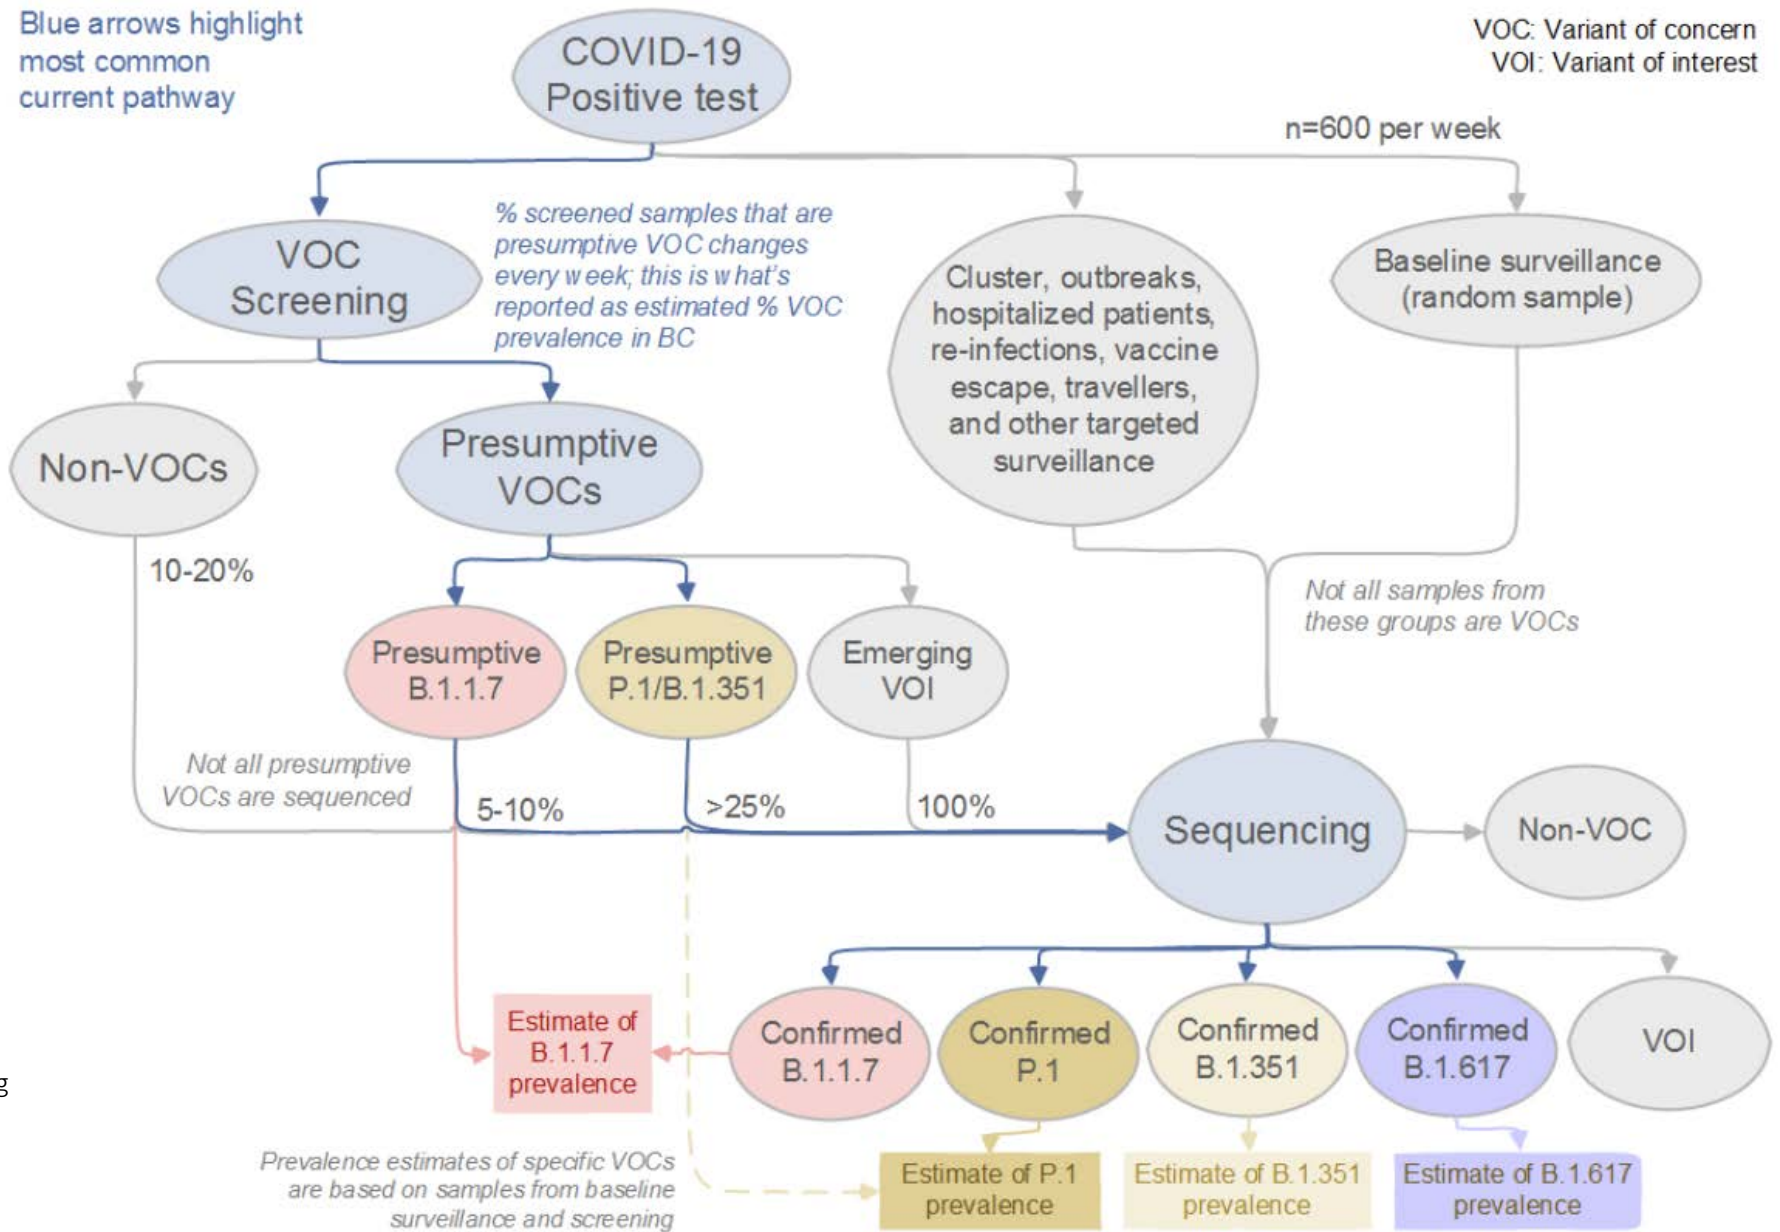 Blue arrows highlight
most common
current pathway
COVID-19
Positive test
VOC: Variant of concern
VOI: Variant of interest
n=600 per week
VOC
Screening
% screened samples that are
presumptive VOC changes
every week; this is what's
reported as estimated % VOC
prevalence in BC
Cluster, outbreaks,
hospitalized patients,
re-infections, vaccine
escape, travellers,
and other targeted
surveillance
Baseline surveillance
(random sample)
Non-VOCs
Presumptive
VOCs
10-20%
Not all samples from
these groups are VOCs
Presumptive
B.1.1.7
Presumptive
P.1/B.1.351
Emerging
VOI
Not all presumptive
VOCs are sequenced
5-10%
>25%
100%
Sequencing
Non-VOC
Estimate of
B.1.1.7
prevalence
Confirmed
B.1.1.7
Confirmed
P.1
Confirmed
B.1.351
Confirmed
B.1.617
VOI
g
Prevalence estimates of specific VOCs
are based on samples from baseline
surveillance and screening
Estimate of P.1
prevalence
Estimate of B.1.351
prevalence
Estimate of B.1.617
prevalence